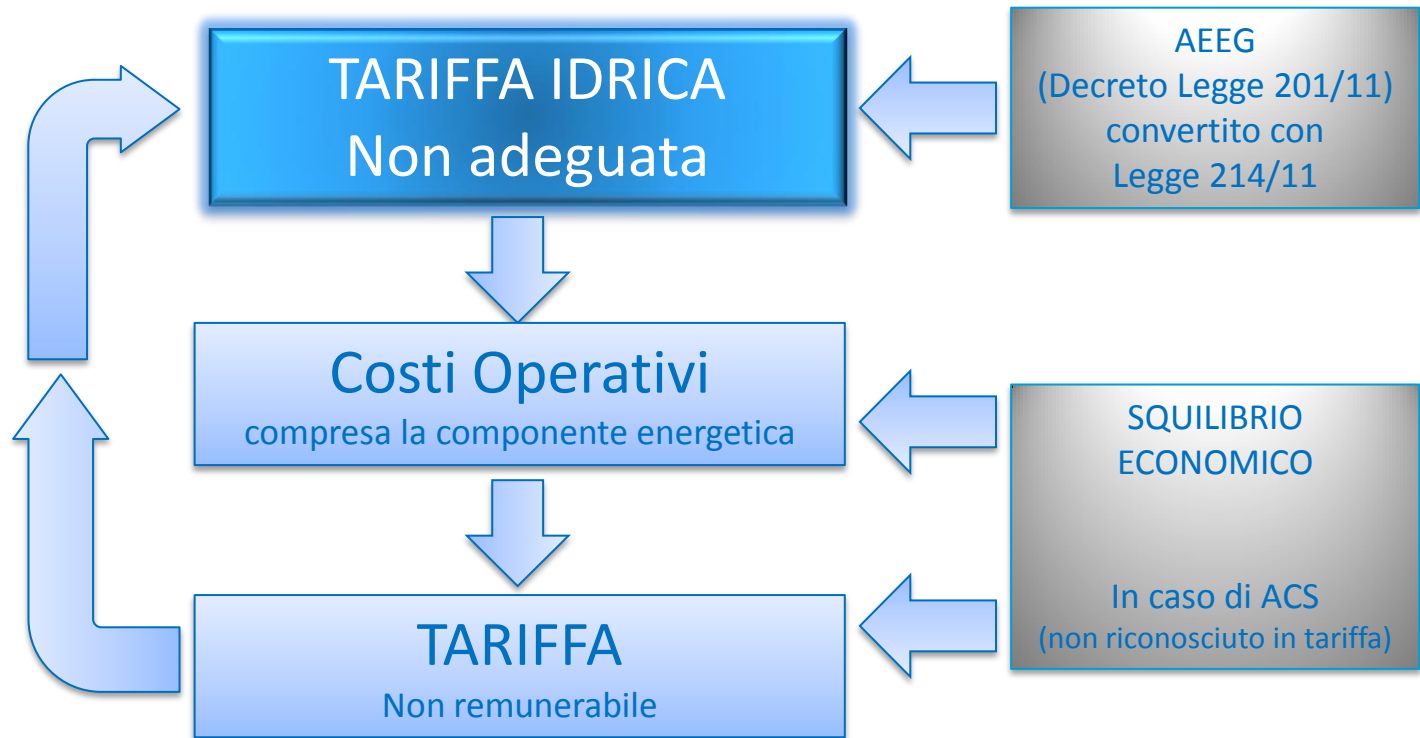 TARIFFA IDRICA
Non adeguata
AEEG
(Decreto Legge 201/11)
convertito con
Legge 214/11
Costi Operativi
compresa la componente energetica
SQUILIBRIO
ECONOMICO
In caso di ACS
(non riconosciuto in tariffa)
TARIFFA
Non remunerabile